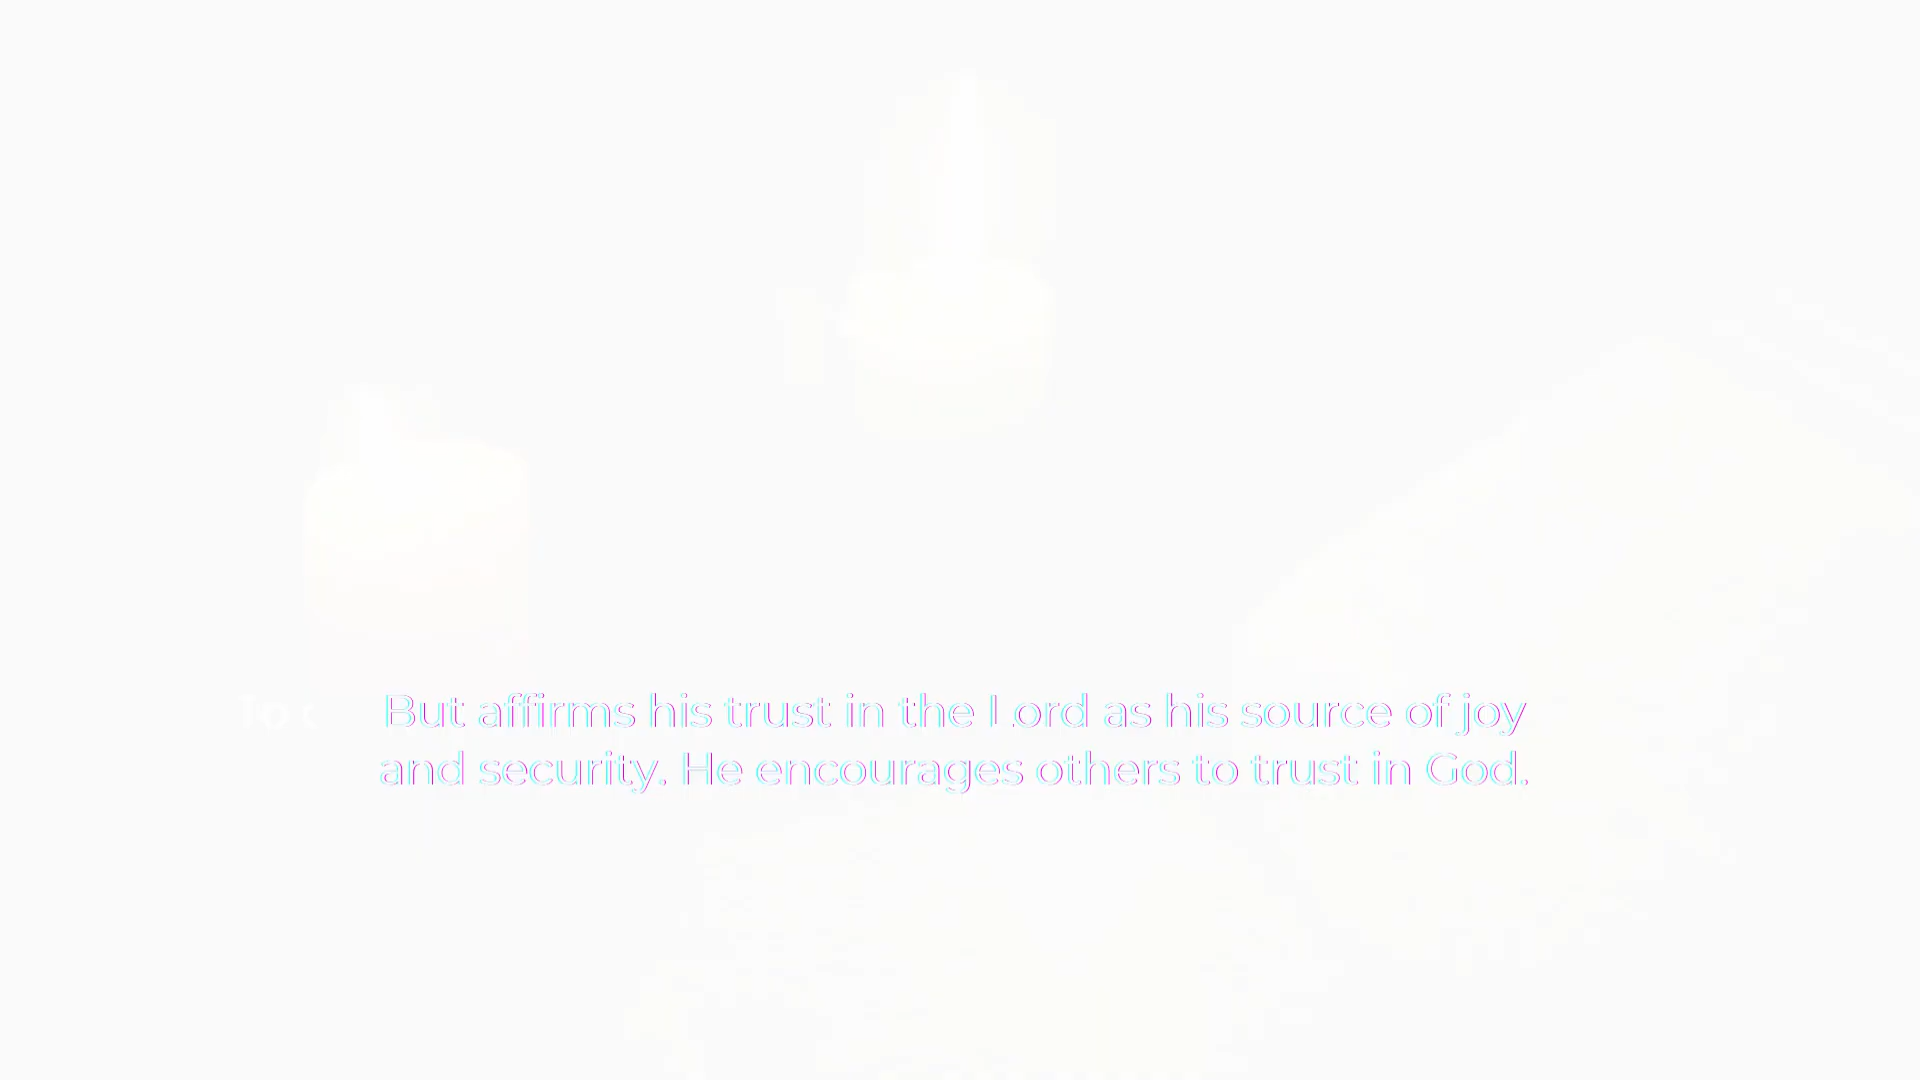 But affirms his trust in the Lord as his source of joy
and security. He encourages others to trust in God.